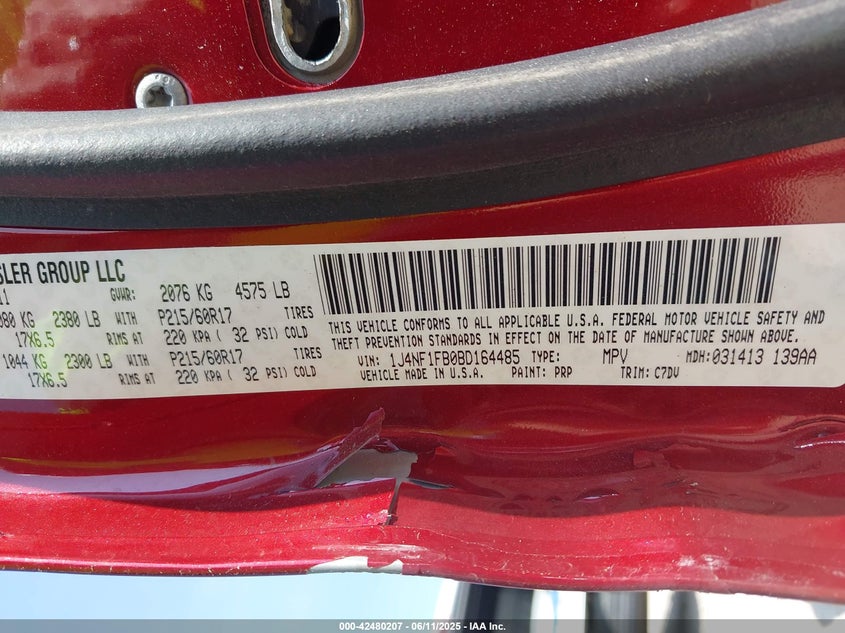 SLER GROUP LLC
11 GVWR: 2076 KG 4575 LB
080 KG 2380 LB WITH P215/60R17 TIRES
17X6.5 RIMS AT 220 KPA ( 32 PSI) COLD
1044 KG 2300 LB WITH P215/60R17 TIRES
17X6.5 RIMS AT 220 KPA ( 32 PSI) COLD
THIS VEHICLE CONFORMS TO ALL APPLICABLE U.S.A. FEDERAL MOTOR VEHICLE SAFETY AND
THEFT PREVENTION STANDARDS IN EFFECT ON THE DATE OF MANUFACTURE SHOWN ABOVE.
VIN: 1J4NF1FB0BD164485 TYPE: MPV MDH: 031413 139AA
VEHICLE MADE IN U.S.A. PAINT: PRP TRIM: C7DV
000-42480207 - 06/11/2025 - IAA Inc.